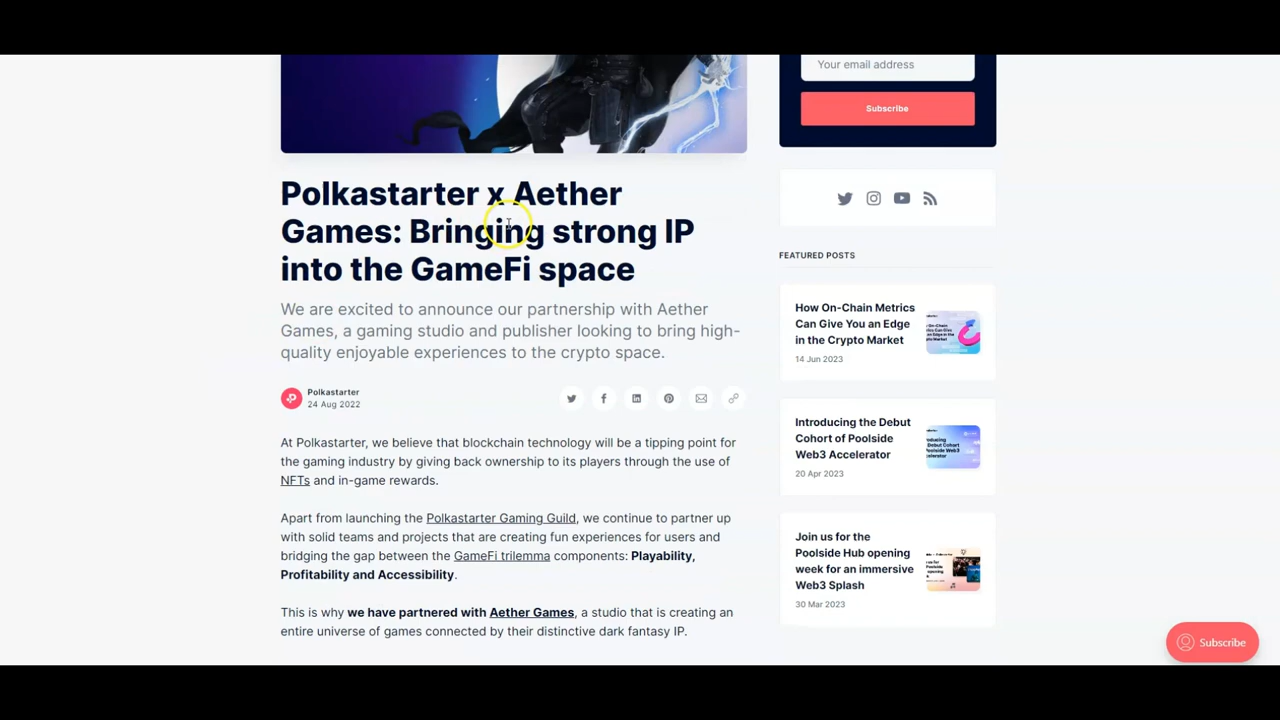 Your email address
Subscribe
Polkastarter x Aether
Games: Bringing strong IP
into the GameFi space
We are excited to announce our partnership with Aether
Games, a gaming studio and publisher looking to bring high-
quality enjoyable experiences to the crypto space.
Polkastarter
24 Aug 2022
At Polkastarter, we believe that blockchain technology will be a tipping point for
the gaming industry by giving back ownership to its players through the use of
NFTs and in-game rewards.
Apart from launching the Polkastarter Gaming Guild, we continue to partner up
with solid teams and projects that are creating fun experiences for users and
bridging the gap between the GameFi trilemma components: Playability,
Profitability and Accessibility.
This is why we have partnered with Aether Games, a studio that is creating an
entire universe of games connected by their distinctive dark fantasy IP.
FEATURED POSTS
How On-Chain Metrics
Can Give You an Edge
in the Crypto Market
14 Jun 2023
Introducing the Debut
Cohort of Poolside
Web3 Accelerator
20 Apr 2023
Join us for the
Poolside Hub opening
week for an immersive
Web3 Splash
30 Mar 2023
Subscribe